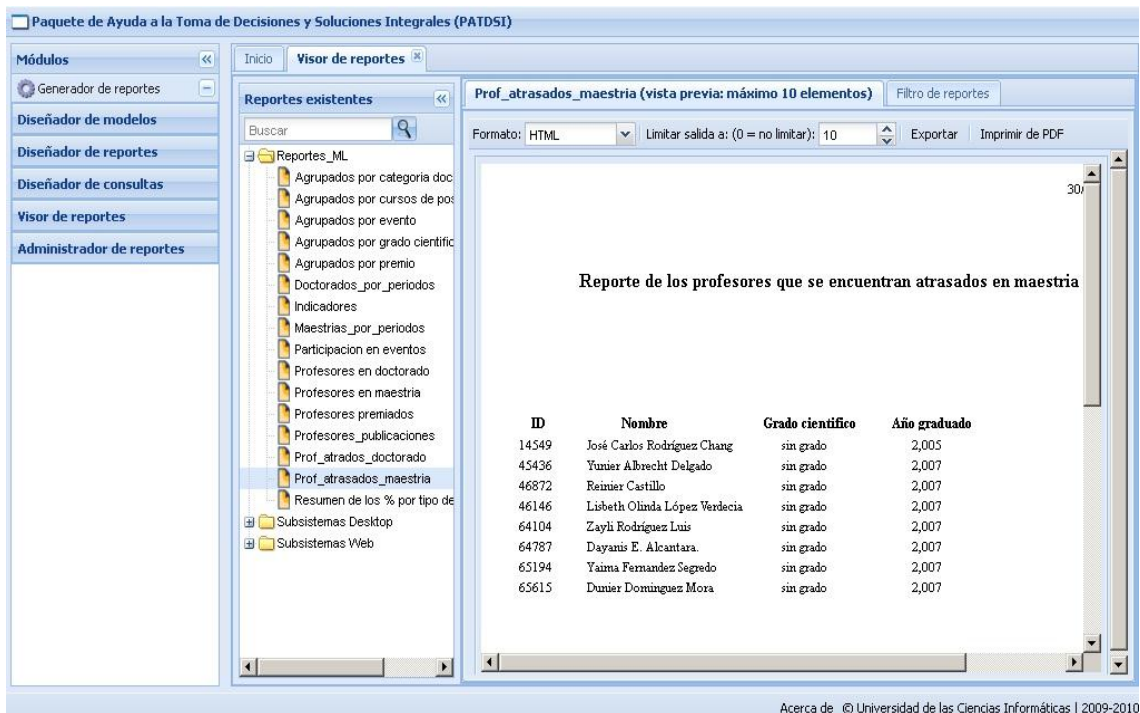 Paquete de Ayuda a la Toma de Decisiones y Soluciones Integrales (PATDSI)
Módulos
Generador de reportes
Diseñador de modelos
Diseñador de reportes
Diseñador de consultas
Visor de reportes
Administrador de reportes
Inicio
Visor de reportes
Reportes existentes
Buscar
Reportes_ML
Agrupados por categoria doc
Agrupados por cursos de pos
Agrupados por evento
Agrupados por grado cientific
Agrupados por premio
Doctorados_por_periodos
Indicadores
Maestrias_por_periodos
Participacion en eventos
Profesores en doctorado
Profesores en maestria
Profesores premiados
Profesores_publicaciones
Prof_atrados_doctorado
Prof_atrasados_maestria
Resumen de los % por tipo de
Subsistemas Desktop
Subsistemas Web
Prof_atrasados_maestria (vista previa: máximo 10 elementos)
Filtro de reportes
Formato: HTML Limitar salida a: (0 = no limitar): 10 Exportar Imprimir de PDF
30/
Reporte de los profesores que se encuentran atrasados en maestria
ID Nombre Grado cientifico Año graduado
14549 José Carlos Rodríguez Chang sin grado 2,005
45436 Yunier Albrecht Delgado sin grado 2,007
46872 Reinier Castillo sin grado 2,007
46146 Lisbeth Olinda López Verdecia sin grado 2,007
64104 Zayli Rodríguez Luis sin grado 2,007
64787 Dayanis E. Alcantara. sin grado 2,007
65194 Yaima Fernandez Segredo sin grado 2,007
65615 Dunier Dominguez Mora sin grado 2,007
Acerca de © Universidad de las Ciencias Informáticas | 2009-2010